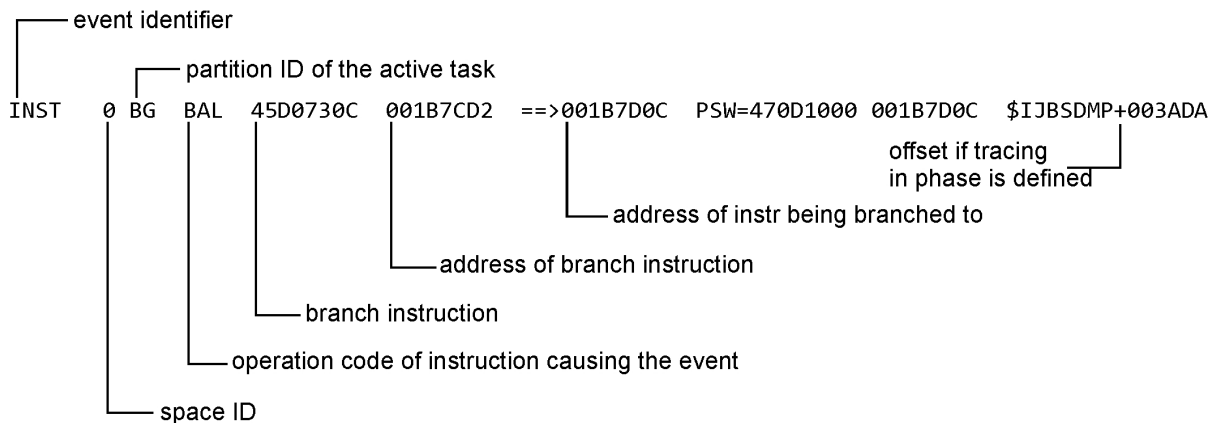 event identifier
partition ID of the active task
INST 0 BG BAL 45D0730C 001B7CD2 ==>001B7D0C PSW=470D1000 001B7D0C $IJBSDMP+003ADA
offset if tracing
in phase is defined
address of instr being branched to
address of branch instruction
branch instruction
operation code of instruction causing the event
space ID